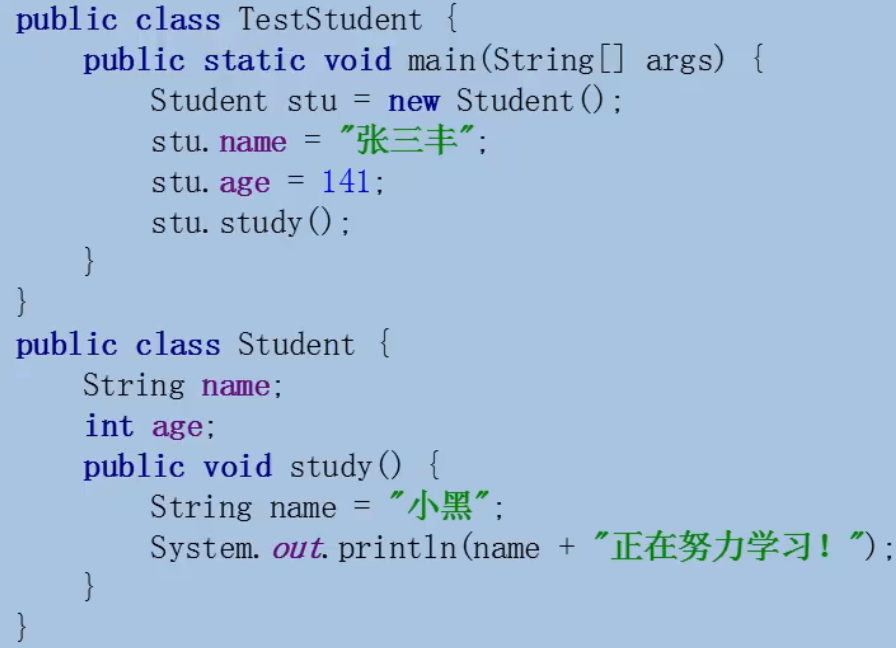 public class TestStudent {
    public static void main(String[] args) {
        Student stu = new Student();
        stu.name = "张三丰";
        stu.age = 141;
        stu.study();
    }
}
public class Student {
    String name;
    int age;
    public void study() {
        String name = "小黑";
        System.out.println(name + "正在努力学习！");
    }
}